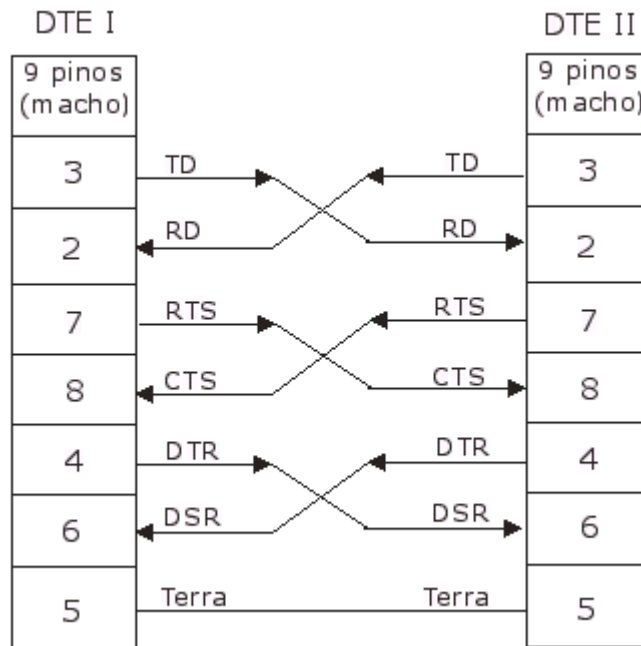 DTE I DTE II
9 pinos 9 pinos
(macho) (macho)
3 TD TD 3
2 RD RD 2
7 RTS RTS 7
8 CTS CTS 8
4 DTR DTR 4
6 DSR DSR 6
5 Terra Terra 5